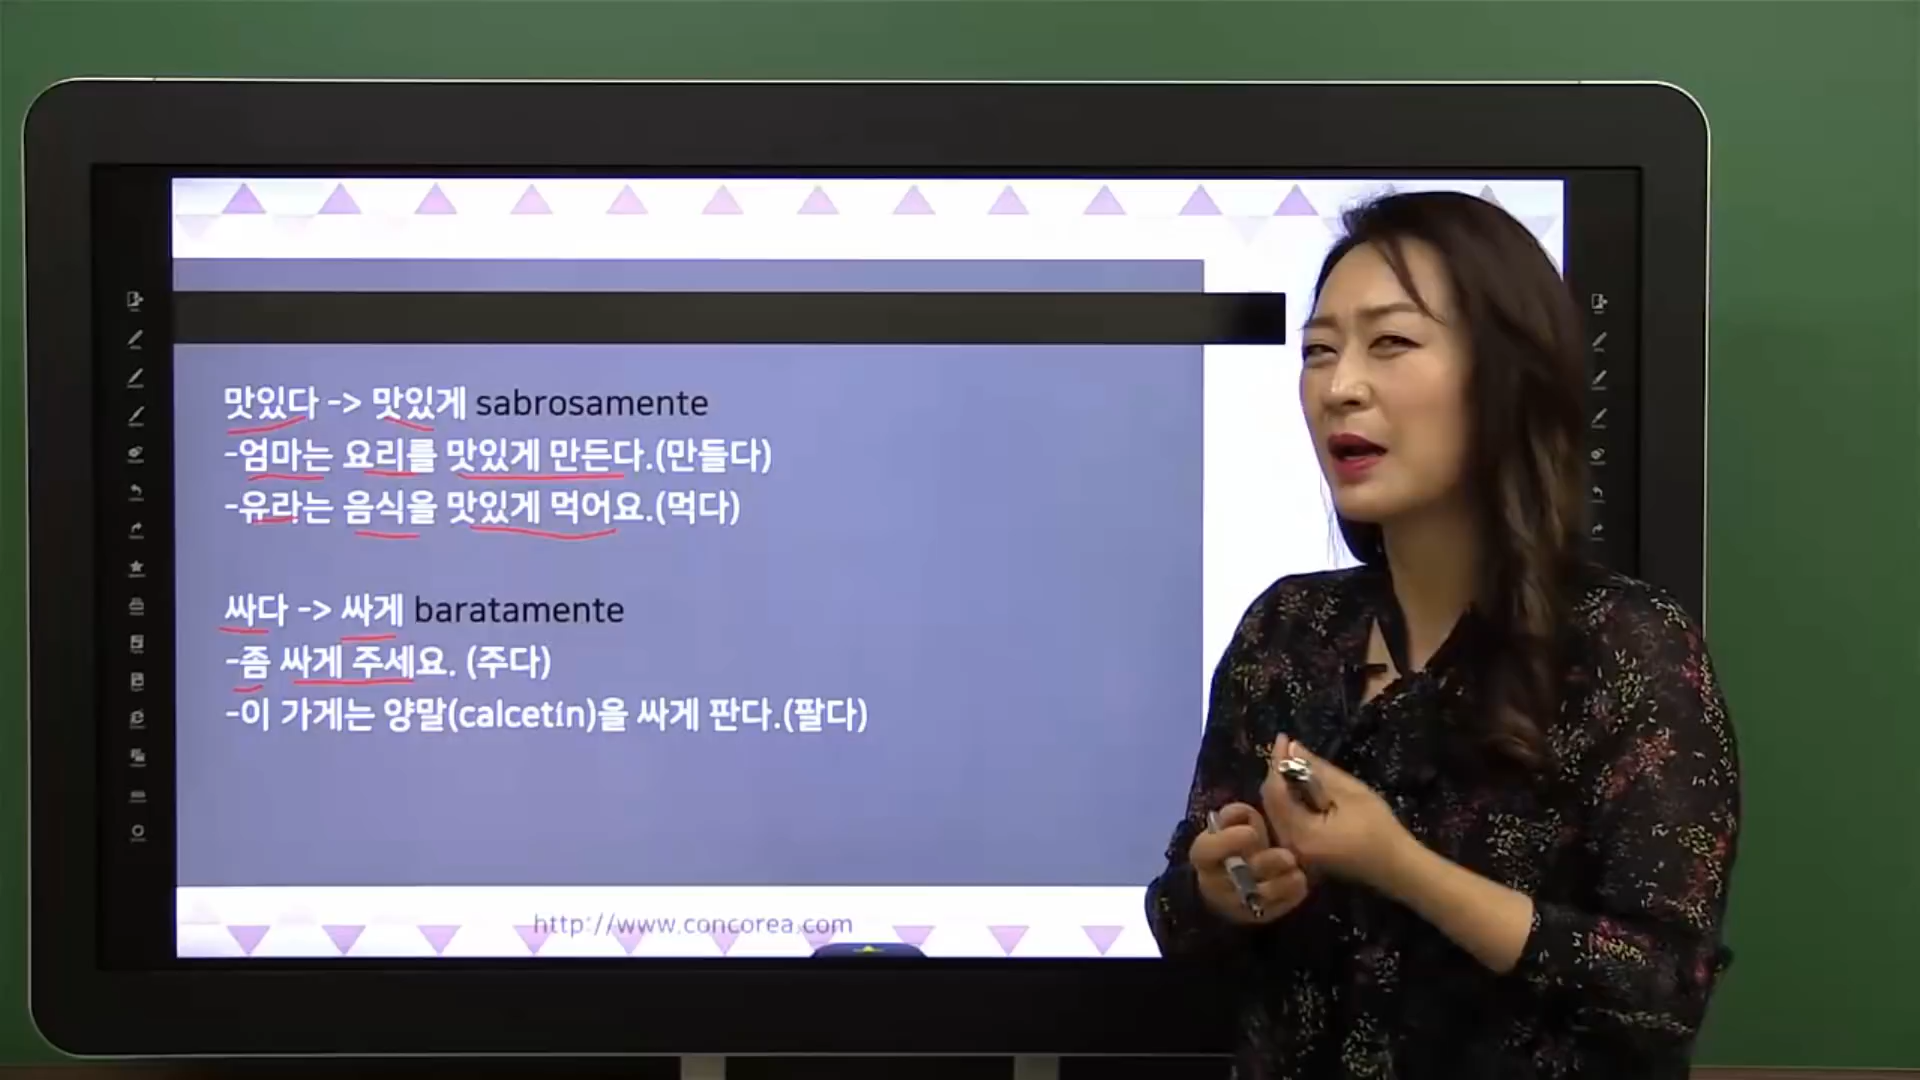 맛있다 -> 맛있게 sabrosamente
-엄마는 요리를 맛있게 만든다.(만들다)
-유라는 음식을 맛있게 먹어요.(먹다)
싸다 -> 싸게 baratamente
-좀 싸게 주세요. (주다)
-이 가게는 양말(calcetín)을 싸게 판다.(팔다)
http://www.concorea.com